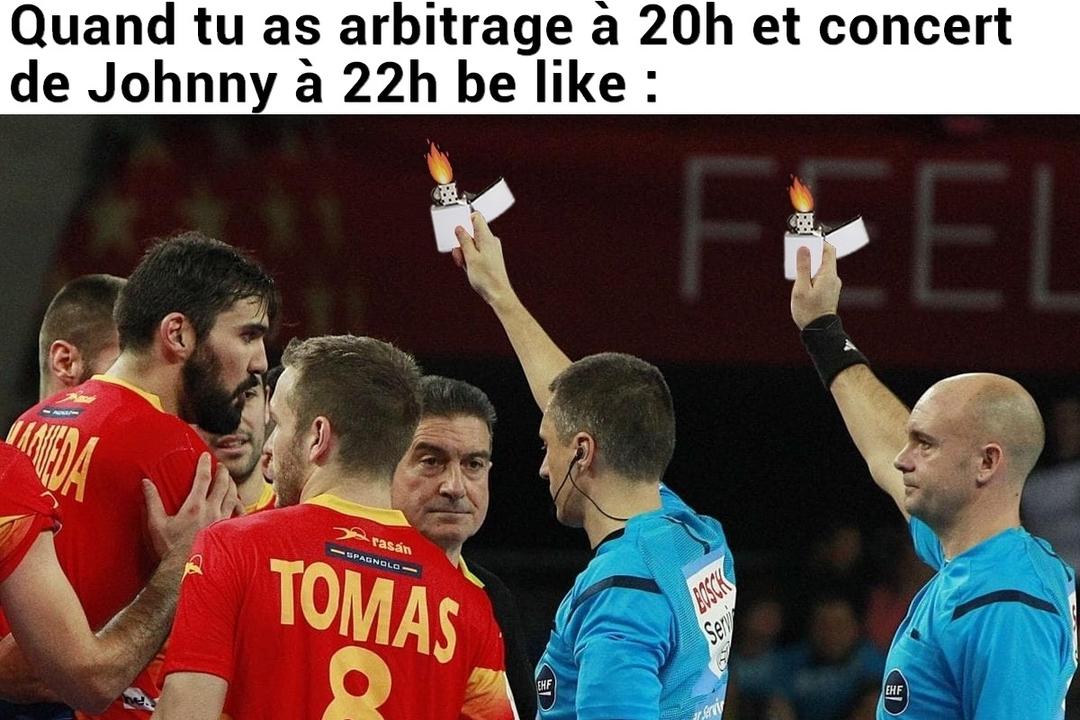 Quand tu as arbitrage à 20h et concert
de Johnny à 22h be like :
FEEL
AQUEDA
rasán
SPAGNOLO
TOMAS
8
BOSCH
Servi
EHF
EHF